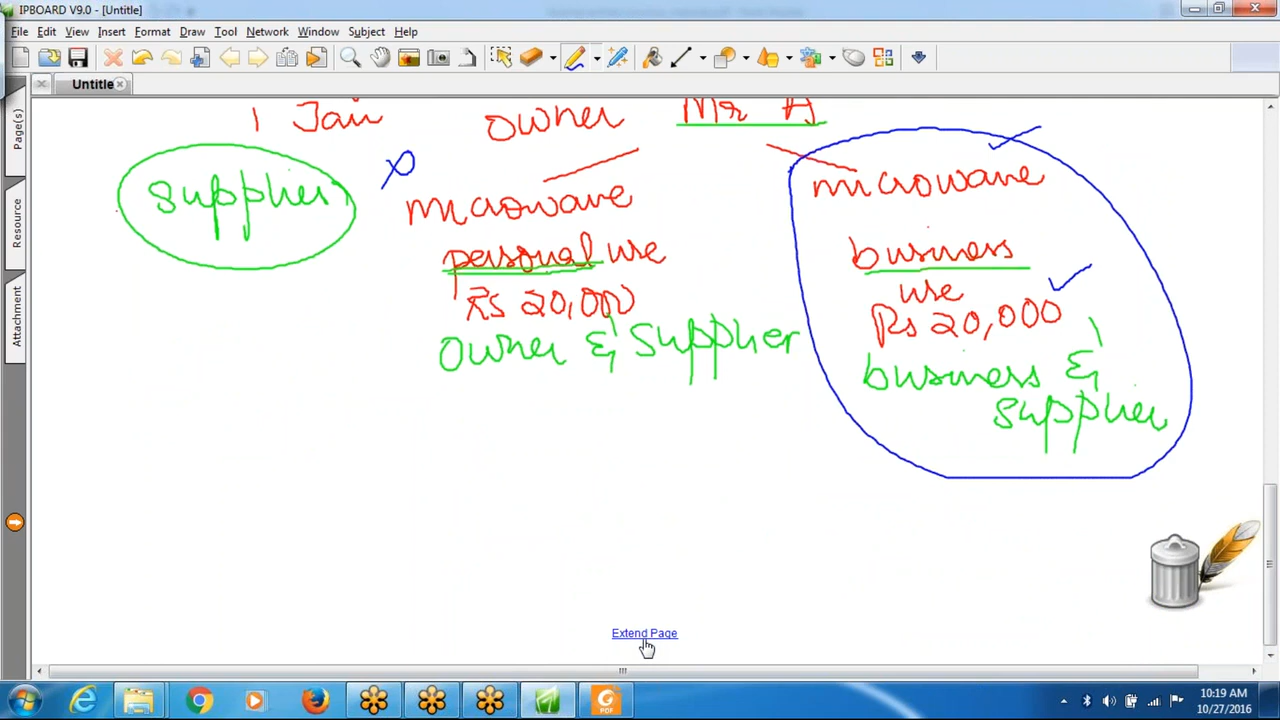 IPBOARD V9.0 - [Untitled]
File Edit View Insert Format Draw Tool Network Window Subject Help
Untitle
Page(s)
Resource
Attachment
1 Jan owner Mr A
supplier
microwave
personal use
Rs 20,000
owner & Supplier
microwave
business
use
Rs 20,000
business &
supplier
Extend Page
PDF
10:19 AM
10/27/2016